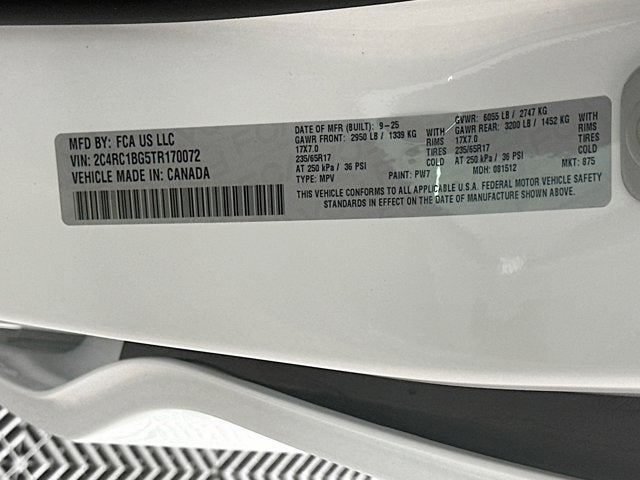 MFD BY: FCA US LLC
VIN: 2C4RC1BG5TR170072
VEHICLE MADE IN: CANADA
DATE OF MFR (BUILT): 9-25
GAWR FRONT: 2950 LB / 1339 KG WITH
17X7.0 RIMS
235/65R17 TIRES
AT 250 kPa / 36 PSI COLD
TYPE: MPV PAINT: PW7
GVWR: 6055 LB / 2747 KG
GAWR REAR: 3200 LB / 1452 KG WITH
17X7.0 RIMS
235/65R17 TIRES
AT 250 kPa / 36 PSI COLD
MDH: 081512 MKT: 875
THIS VEHICLE CONFORMS TO ALL APPLICABLE U.S.A. FEDERAL MOTOR VEHICLE SAFETY
STANDARDS IN EFFECT ON THE DATE OF MANUFACTURE SHOWN ABOVE.